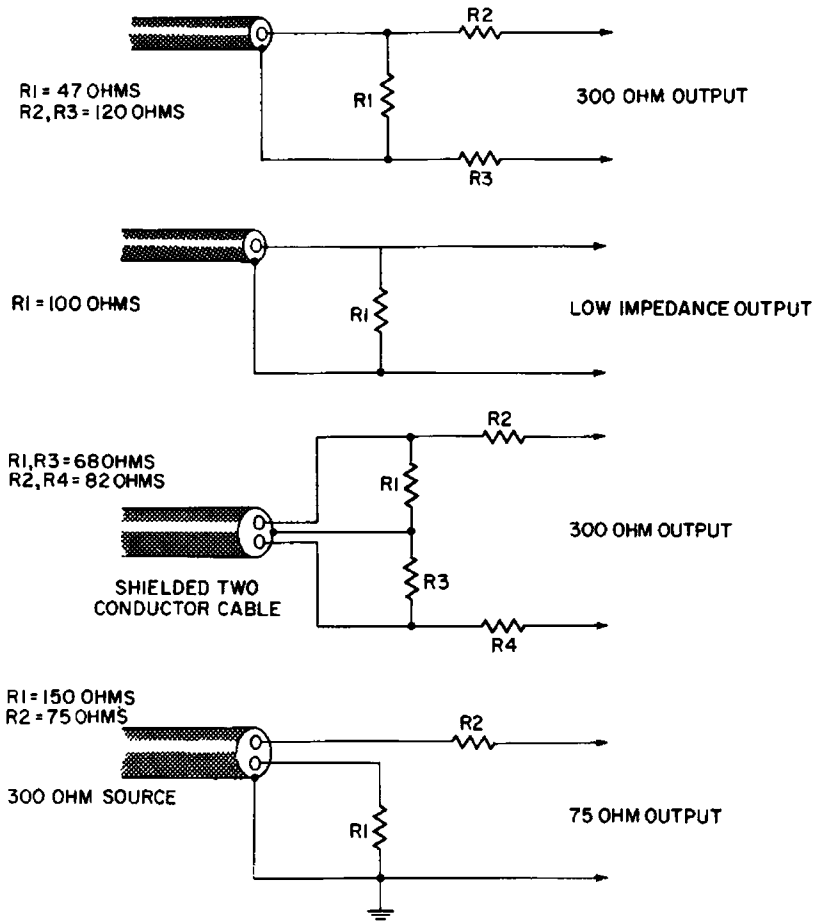 R2
R1 = 47 OHMS
R2, R3 = 120 OHMS
R1
300 OHM OUTPUT
R3
R1 = 100 OHMS
R1
LOW IMPEDANCE OUTPUT
R2
R1, R3 = 68 OHMS
R2, R4 = 82 OHMS
R1
300 OHM OUTPUT
SHIELDED TWO
CONDUCTOR CABLE
R3
R4
R1 = 150 OHMS
R2 = 75 OHMS
R2
300 OHM SOURCE
R1
75 OHM OUTPUT